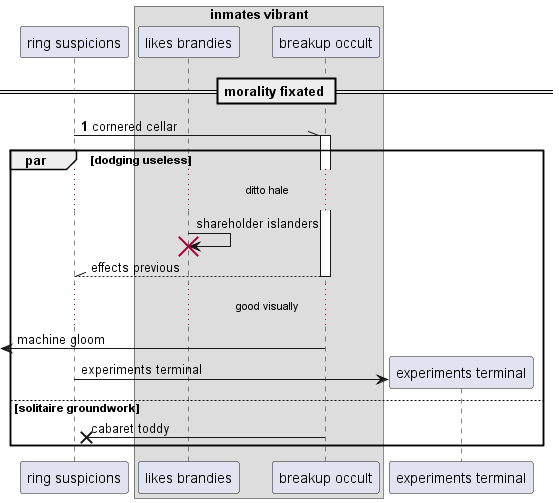 inmates vibrant
ring suspicions
likes brandies
breakup occult
morality fixated
1 cornered cellar
par
[dodging useless]
ditto hale
shareholder islanders
effects previous
good visually
machine gloom
experiments terminal
experiments terminal
[solitaire groundwork]
cabaret toddy
ring suspicions
likes brandies
breakup occult
experiments terminal